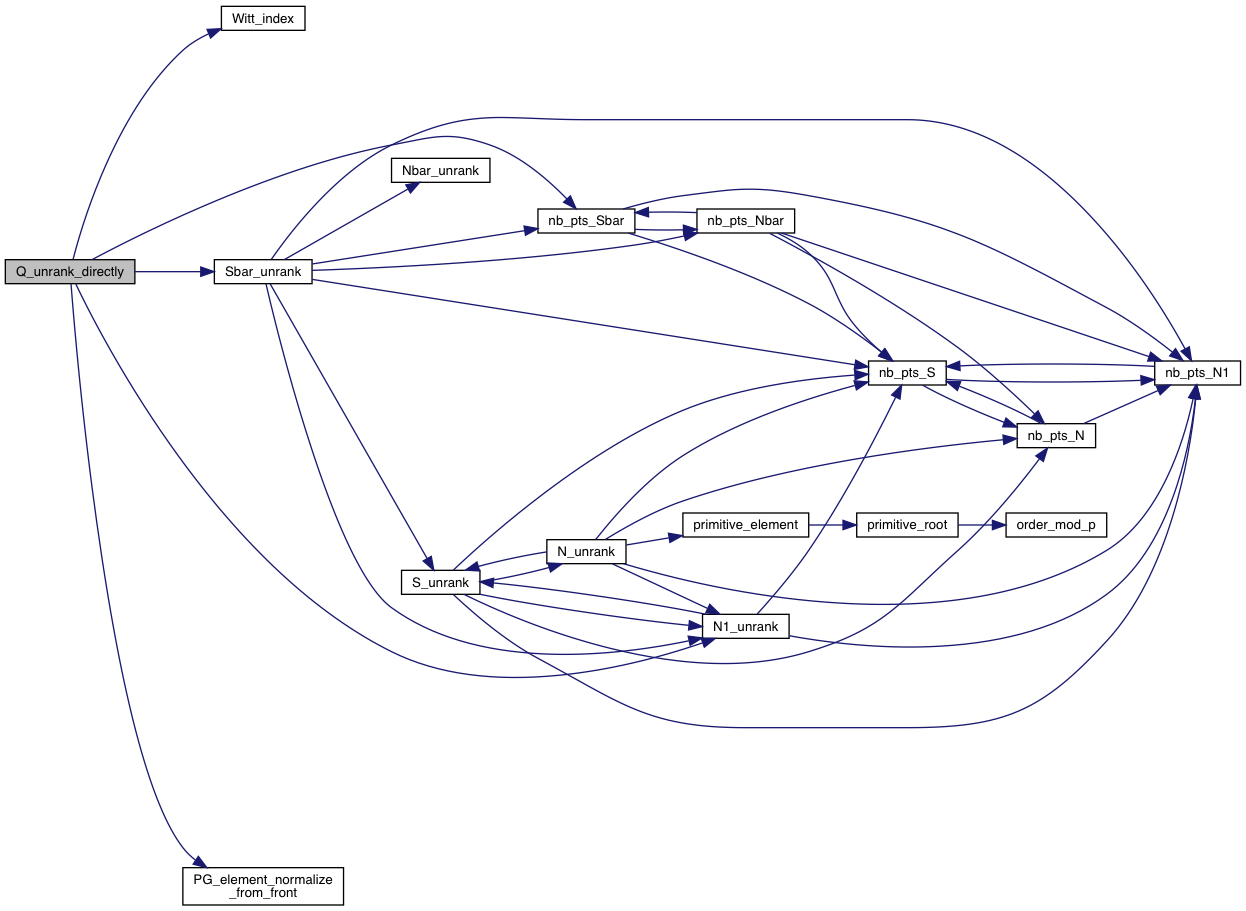 Witt_index
Nbar_unrank
nb_pts_Sbar
nb_pts_Nbar
Q_unrank_directly
Sbar_unrank
nb_pts_S
nb_pts_N1
nb_pts_N
primitive_element
primitive_root
order_mod_p
N_unrank
S_unrank
N1_unrank
PG_element_normalize
_from_front